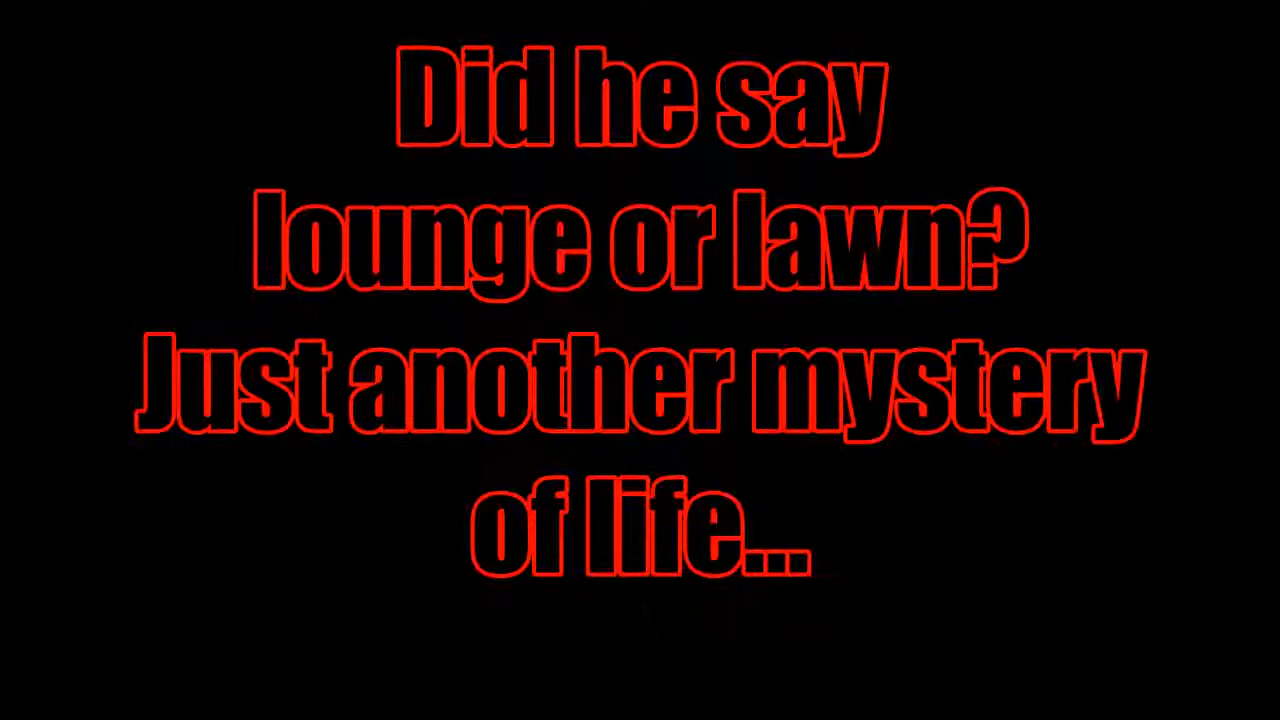 Did he say
lounge or lawn?
Just another mystery
of life...